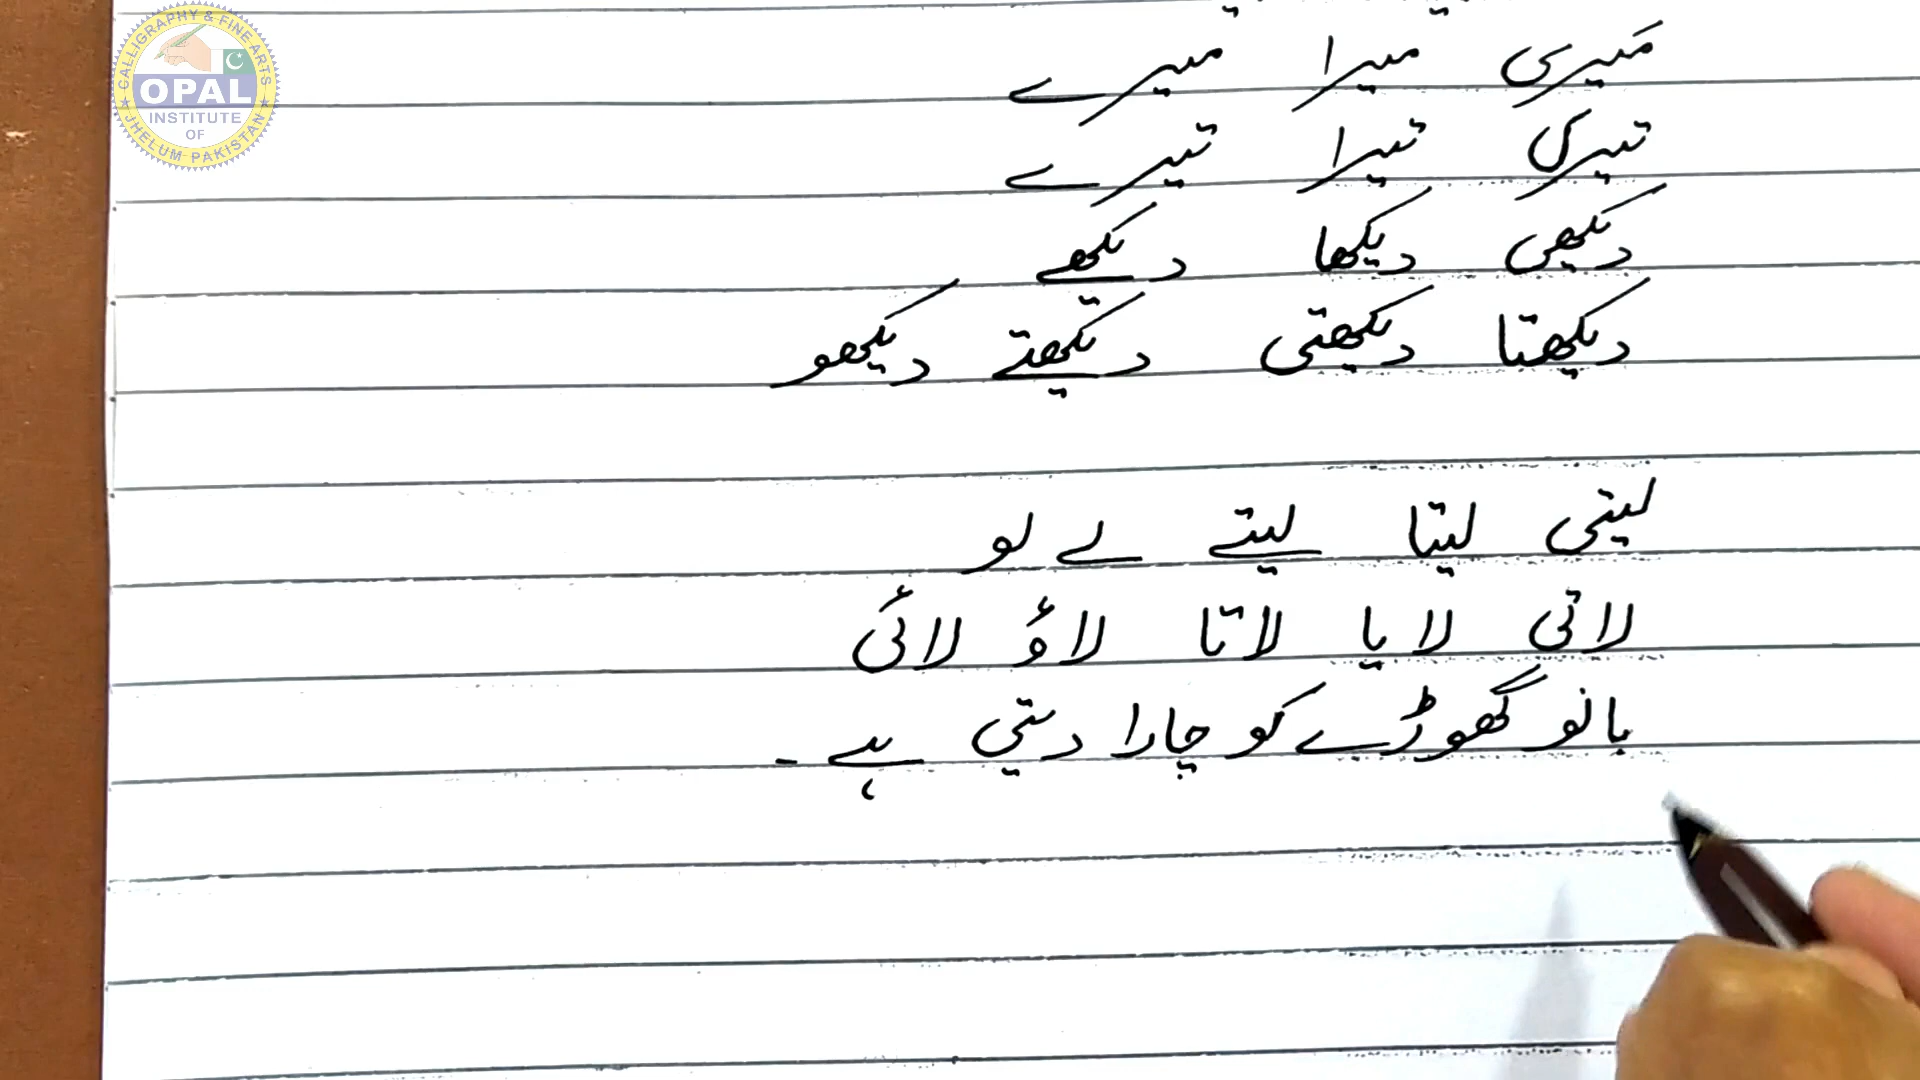 CALLIGRAPHY & FINE ARTS
OPAL
INSTITUTE
OF
JHELUM PAKISTAN
میری میرا میرے
تیری تیرا تیرے
دیکھی دیکھا دیکھے
دیکھتا دیکھتی دیکھتے دیکھو
لیتی لیتا لیتے لے لو
لاتی لایا لاتا لاؤ لائی
بانو گھوڑے کو چارا دیتی ہے۔